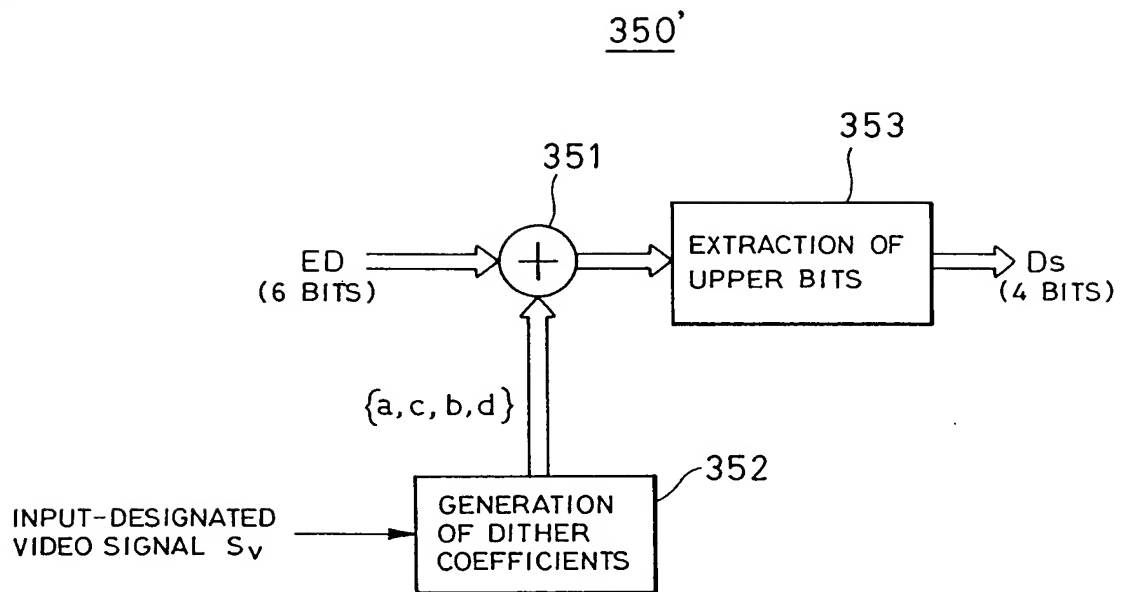 350'
353
351
ED
(6 BITS)
+
EXTRACTION OF
UPPER BITS
Ds
(4 BITS)
{a,c,b,d}
352
INPUT-DESIGNATED
VIDEO SIGNAL Sv
GENERATION
OF DITHER
COEFFICIENTS